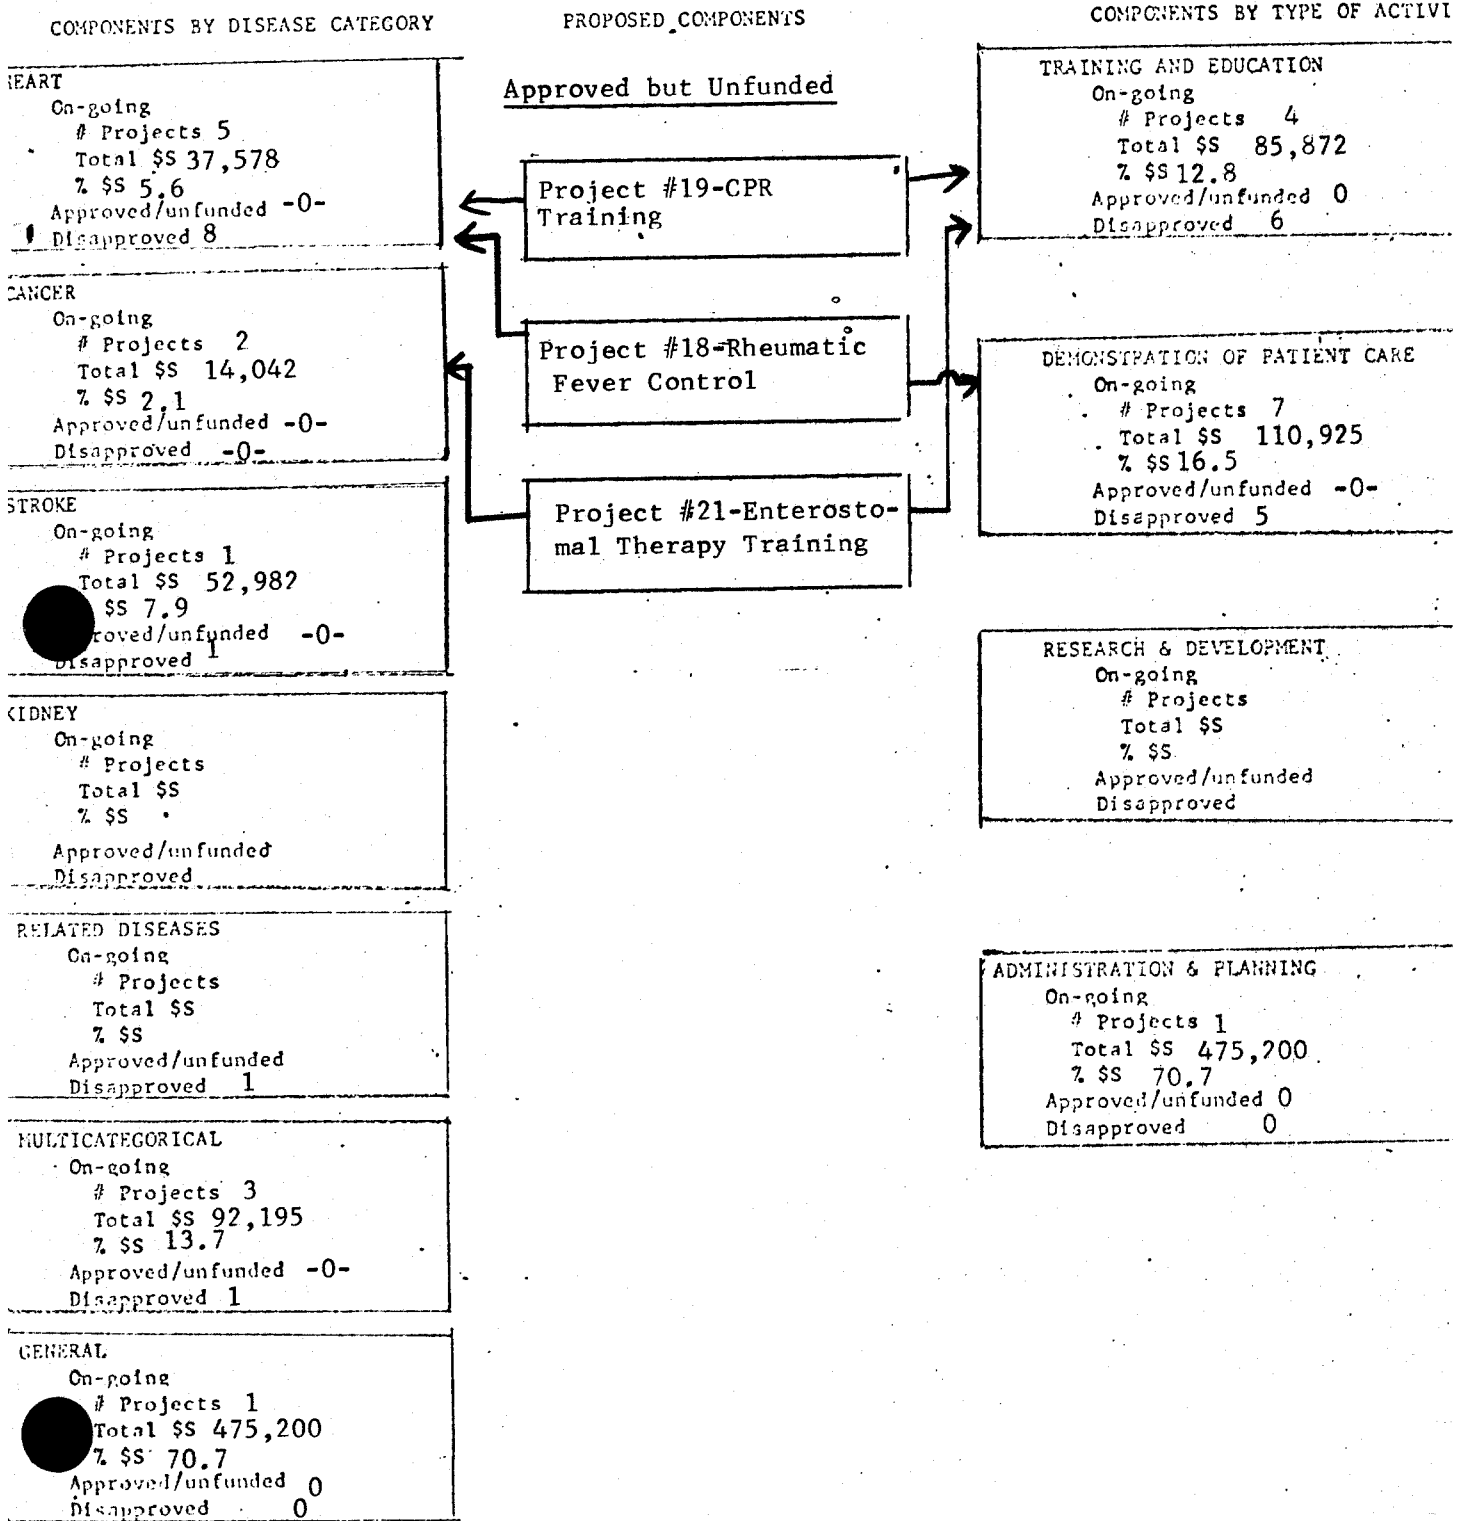 COMPONENTS BY DISEASE CATEGORY
HEART
On-going
# Projects 5
Total $S 37,578
% $S 5.6
Approved/unfunded -0-
Disapproved 8
CANCER
On-going
# Projects 2
Total $S 14,042
% $S 2.1
Approved/unfunded -0-
Disapproved -0-
STROKE
On-going
# Projects 1
Total $S 52,982
$S 7.9
roved/unfunded -0-
Disapproved 1
KIDNEY
On-going
# Projects
Total $S
% $S
Approved/unfunded
Disapproved
RELATED DISEASES
On-going
# Projects
Total $S
% $S
Approved/unfunded
Disapproved 1
MULTICATEGORICAL
On-going
# Projects 3
Total $S 92,195
% $S 13.7
Approved/unfunded -0-
Disapproved 1
GENERAL
On-going
# Projects 1
Total $S 475,200
% $S 70.7
Approved/unfunded 0
Disapproved 0
PROPOSED COMPONENTS
Approved but Unfunded
Project #19-CPR
Training
Project #18-Rheumatic
Fever Control
Project #21-Enterosto-
mal Therapy Training
COMPONENTS BY TYPE OF ACTIVI
TRAINING AND EDUCATION
On-going
# Projects 4
Total $S 85,872
% $S 12.8
Approved/unfunded 0
Disapproved 6
DEMONSTRATION OF PATIENT CARE
On-going
# Projects 7
Total $S 110,925
% $S 16.5
Approved/unfunded -0-
Disapproved 5
RESEARCH & DEVELOPMENT
On-going
# Projects
Total $S
% $S
Approved/unfunded
Disapproved
ADMINISTRATION & PLANNING
On-going
# Projects 1
Total $S 475,200
% $S 70.7
Approved/unfunded 0
Disapproved 0